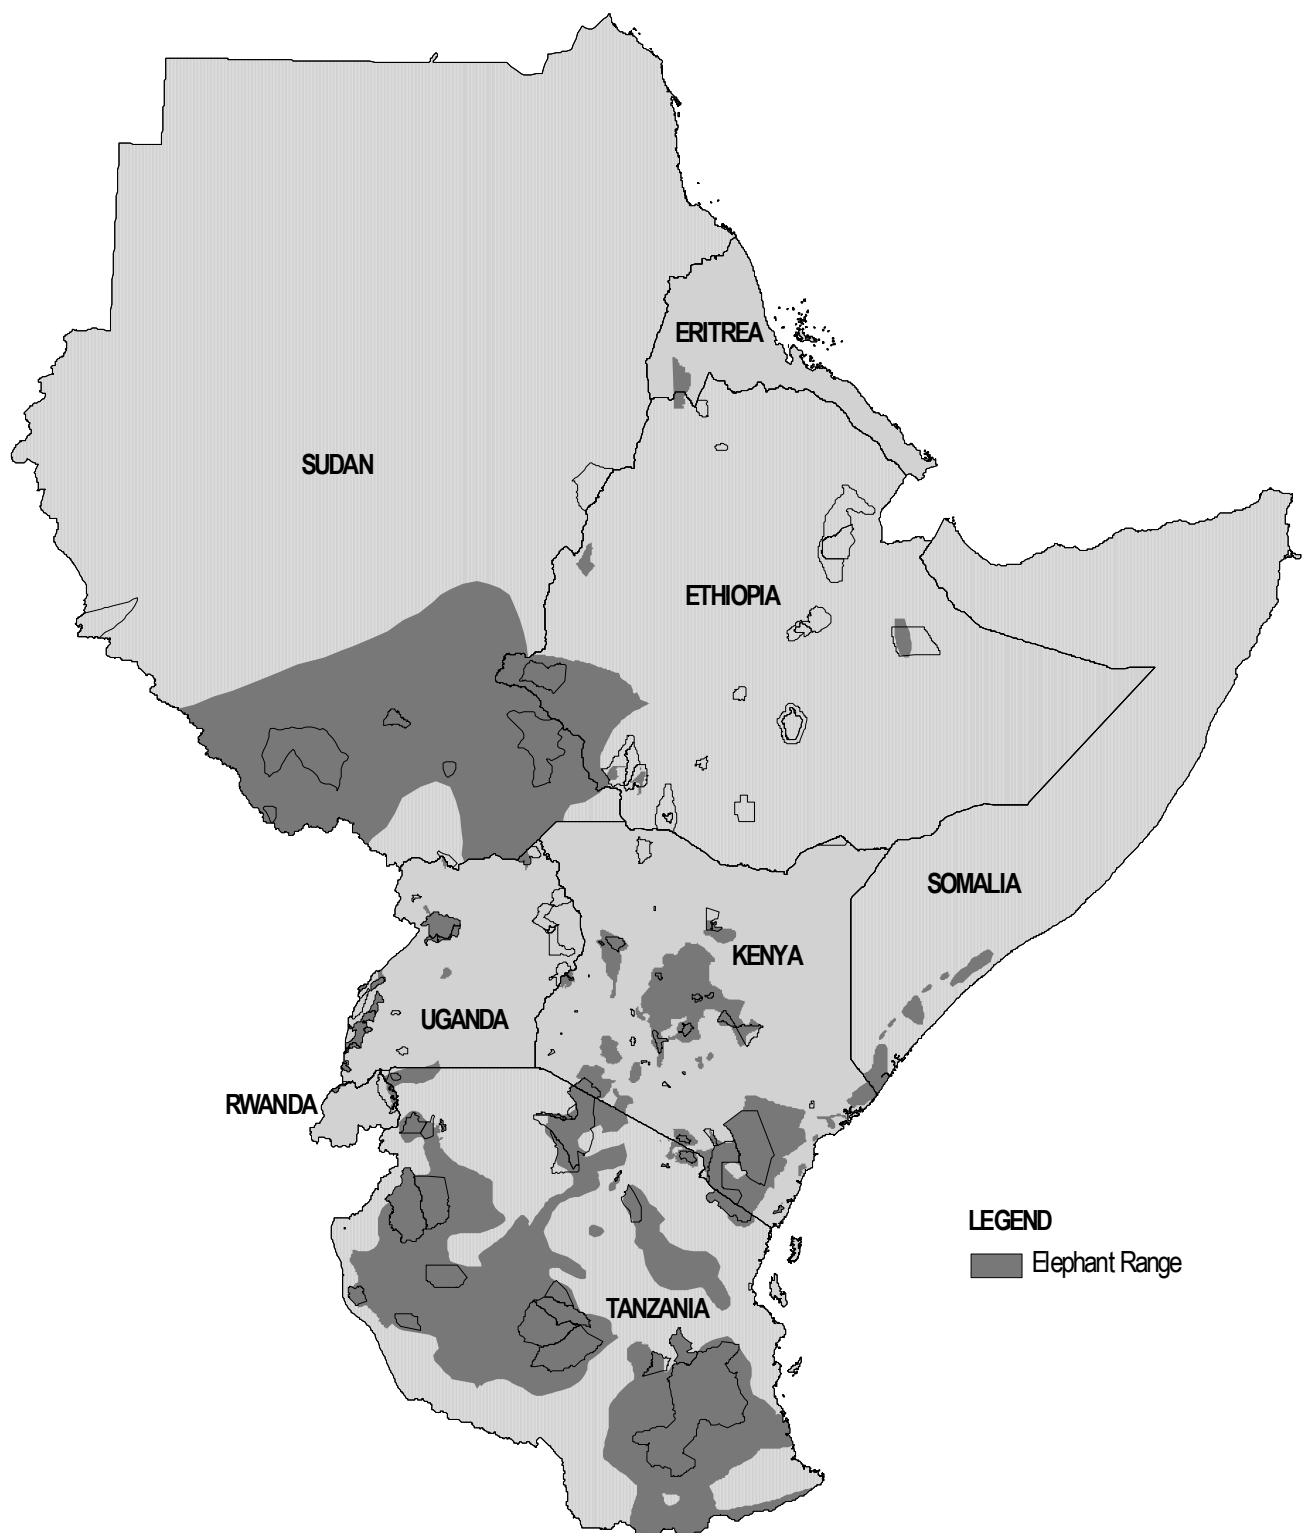 ERITREA
SUDAN
ETHIOPIA
SOMALIA
KENYA
UGANDA
RWANDA
LEGEND
Elephant Range
TANZANIA